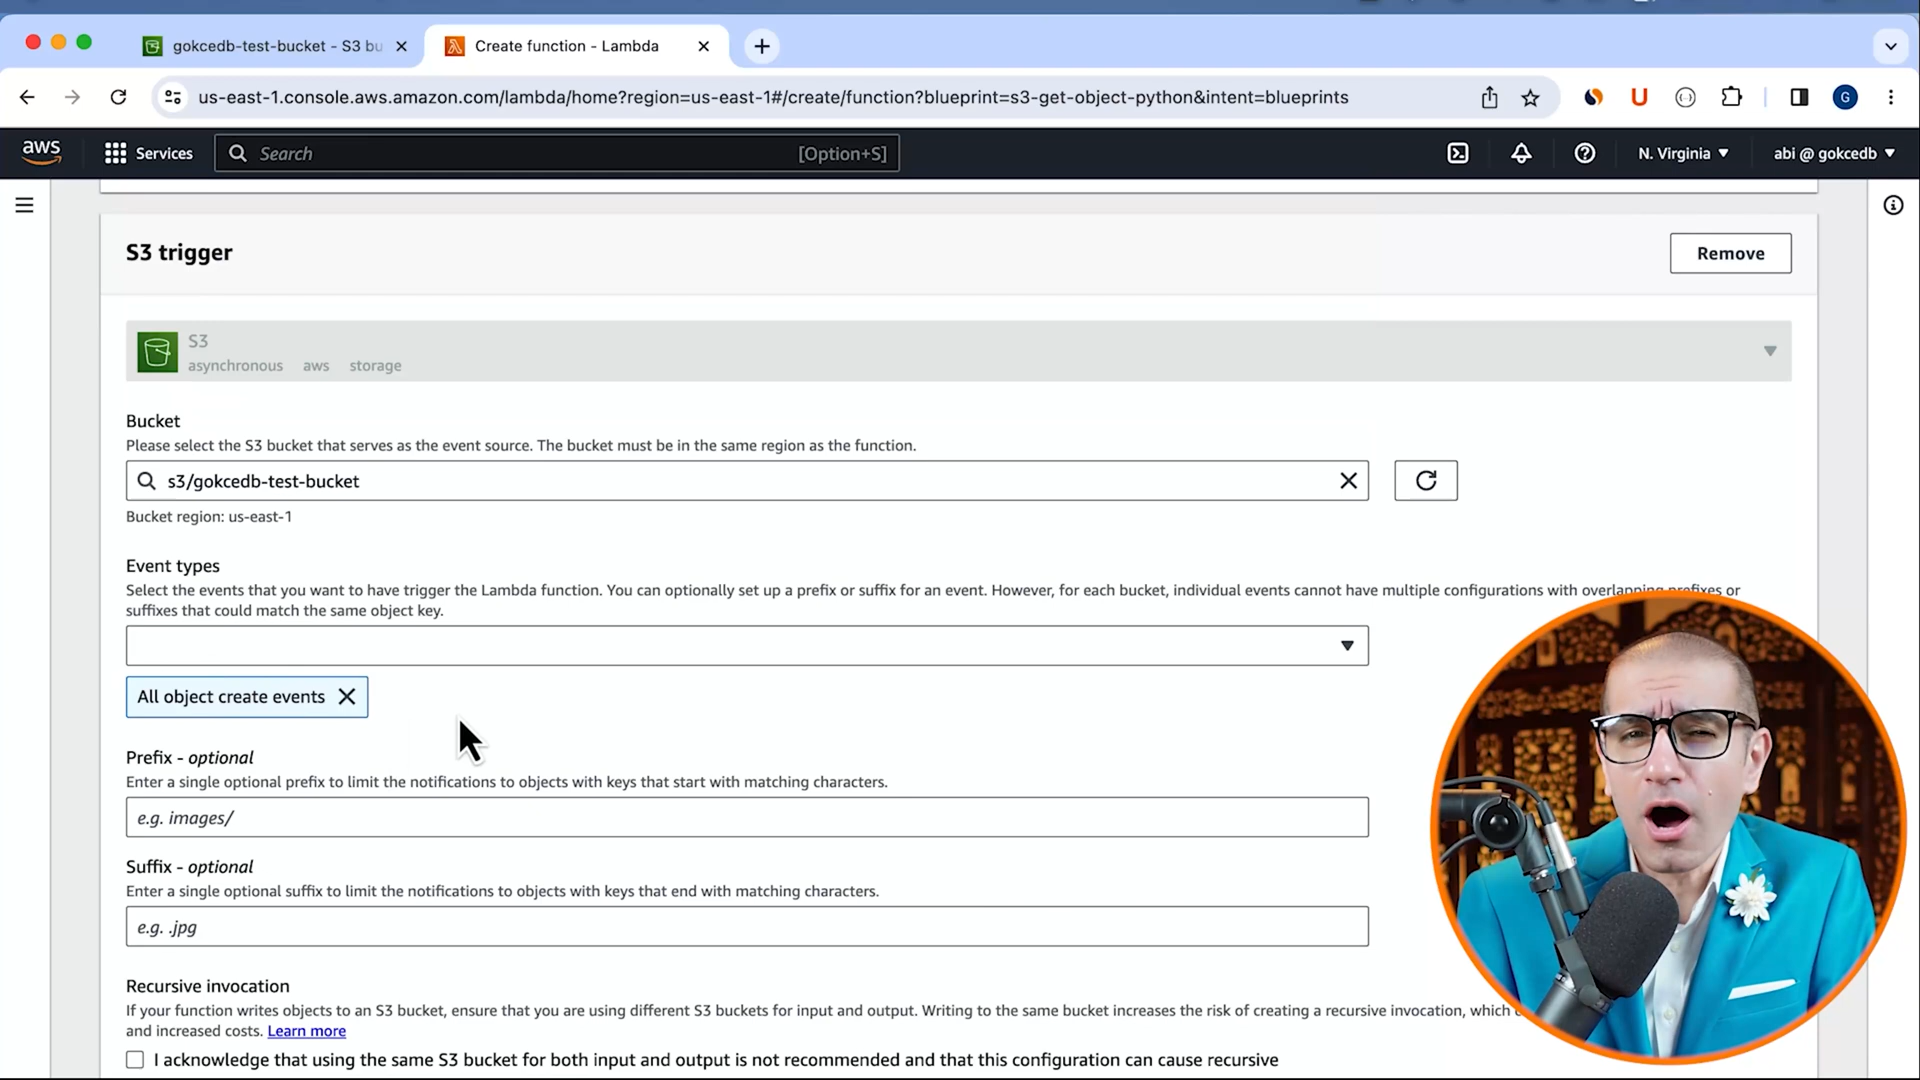 gokcedb-test-bucket - S3 bu
Create function - Lambda
us-east-1.console.aws.amazon.com/lambda/home?region=us-east-1#/create/function?blueprint=s3-get-object-python&intent=blueprints
U
G
aws
Services
Search
[Option+S]
N. Virginia
abi @ gokcedb
S3 trigger
Remove
S3
asynchronous aws storage
Bucket
Please select the S3 bucket that serves as the event source. The bucket must be in the same region as the function.
s3/gokcedb-test-bucket
Bucket region: us-east-1
Event types
Select the events that you want to have trigger the Lambda function. You can optionally set up a prefix or suffix for an event. However, for each bucket, individual events cannot have multiple configurations with overlapping prefixes or
suffixes that could match the same object key.
All object create events
Prefix - optional
Enter a single optional prefix to limit the notifications to objects with keys that start with matching characters.
e.g. images/
Suffix - optional
Enter a single optional suffix to limit the notifications to objects with keys that end with matching characters.
e.g. .jpg
Recursive invocation
If your function writes objects to an S3 bucket, ensure that you are using different S3 buckets for input and output. Writing to the same bucket increases the risk of creating a recursive invocation, which
and increased costs. Learn more
I acknowledge that using the same S3 bucket for both input and output is not recommended and that this configuration can cause recursive